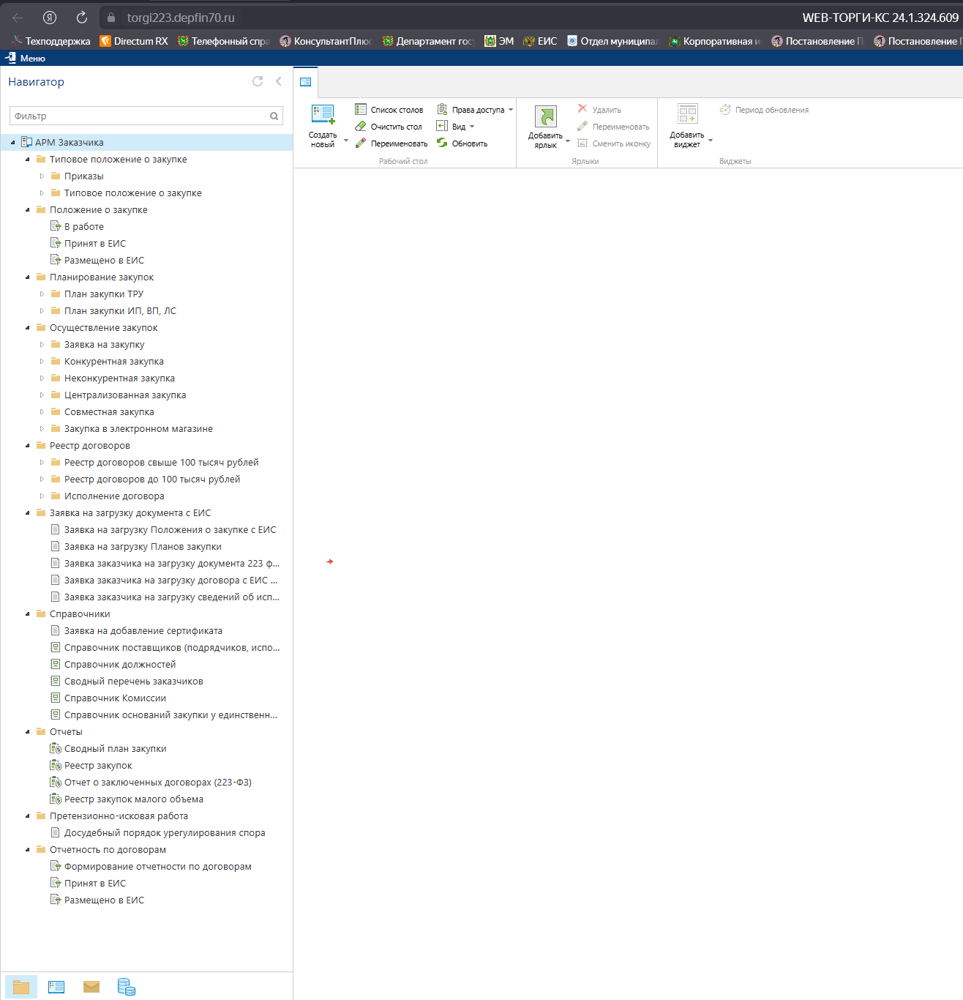 Я torgi223.depfin70.ru WEB-ТОРГИ-КС 24.1.324.609
Техподдержка Directum RX Телефонный спра КонсультантПлюс Департамент гос ЭМ ЕИС Отдел муниципал Корпоративная и Постановление П Постановление Г
Меню
Навигатор
Фильтр
АРМ Заказчика
Типовое положение о закупке
Приказы
Типовое положение о закупке
Положение о закупке
В работе
Принят в ЕИС
Размещено в ЕИС
Планирование закупок
План закупки ТРУ
План закупки ИП, ВП, ЛС
Осуществление закупок
Заявка на закупку
Конкурентная закупка
Неконкурентная закупка
Централизованная закупка
Совместная закупка
Закупка в электронном магазине
Реестр договоров
Реестр договоров свыше 100 тысяч рублей
Реестр договоров до 100 тысяч рублей
Исполнение договора
Заявка на загрузку документа с ЕИС
Заявка на загрузку Положения о закупке с ЕИС
Заявка на загрузку Планов закупки
Заявка заказчика на загрузку документа 223 ф...
Заявка заказчика на загрузку договора с ЕИС ...
Заявка заказчика на загрузку сведений об исп...
Справочники
Заявка на добавление сертификата
Справочник поставщиков (подрядчиков, испо...
Справочник должностей
Сводный перечень заказчиков
Справочник Комиссии
Справочник оснований закупки у единственн...
Отчеты
Сводный план закупки
Реестр закупок
Отчет о заключенных договорах (223-ФЗ)
Реестр закупок малого объема
Претензионно-исковая работа
Досудебный порядок урегулирования спора
Отчетность по договорам
Формирование отчетности по договорам
Принят в ЕИС
Размещено в ЕИС
Создать
новый
Список столов
Очистить стол
Переименовать
Права доступа
Вид
Обновить
Рабочий стол
Добавить
ярлык
Удалить
Переименовать
Сменить иконку
Ярлыки
Добавить
виджет
Период обновления
Виджеты